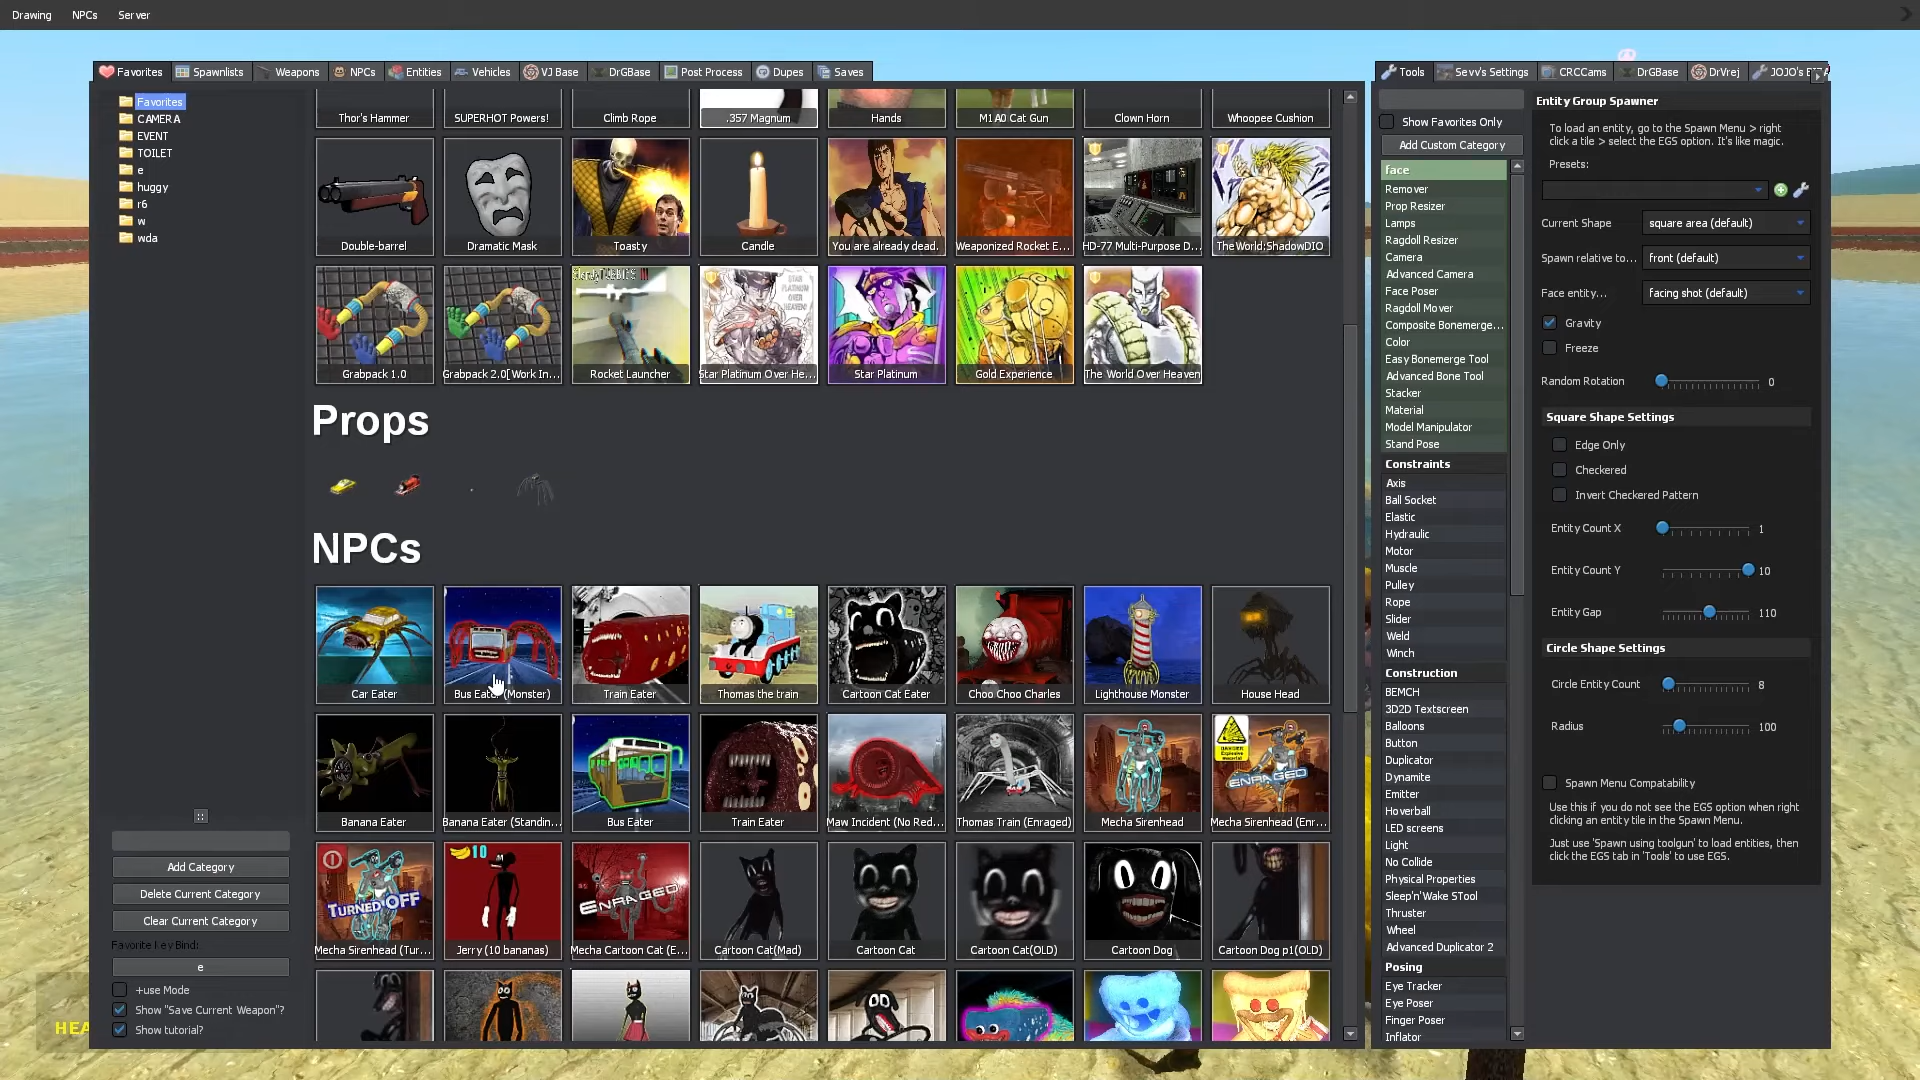 Drawing NPCs Server
Favorites Spawnlists Weapons NPCs Entities Vehicles VJ Base DrGBase Post Process Dupes Saves
Favorites
CAMERA
EVENT
TOILET
e
huggy
r6
w
wda
Add Category
Delete Current Category
Clear Current Category
Favorite Key Bind:
e
+use Mode
Show "Save Current Weapon"?
Show tutorial?
HEA
Thor's Hammer SUPERHOT Powers! Climb Rope .357 Magnum Hands M1A0 Cat Gun Clown Horn Whoopee Cushion
Double-barrel Dramatic Mask Toasty Candle You are already dead. Weaponized Rocket E... HD-77 Multi-Purpose D... TheWorld:ShadowDIO
STAR PLATINUM OVER HEAVEN!
Grabpack 1.0 Grabpack 2.0[Work In... Rocket Launcher Star Platinum Over He... Star Platinum Gold Experience The World Over Heaven
Props
NPCs
Car Eater Bus Eater (Monster) Train Eater Thomas the train Cartoon Cat Eater Choo Choo Charles Lighthouse Monster House Head
DANGER
ENRAGED
Banana Eater Banana Eater (Standin... Bus Eater Train Eater Maw Incident (No Red... Thomas Train (Enraged) Mecha Sirenhead Mecha Sirenhead (Enr...
TURNED OFF
10
ENRAGED
Mecha Sirenhead (Tur... Jerry (10 bananas) Mecha Cartoon Cat (E... Cartoon Cat(Mad) Cartoon Cat Cartoon Cat(OLD) Cartoon Dog Cartoon Dog p1(OLD)
Tools Sevv's Settings CRCCams DrGBase DrVrej JOJO's
Show Favorites Only
Add Custom Category
face
Remover
Prop Resizer
Lamps
Ragdoll Resizer
Camera
Advanced Camera
Face Poser
Ragdoll Mover
Composite Bonemerge...
Color
Easy Bonemerge Tool
Advanced Bone Tool
Stacker
Material
Model Manipulator
Stand Pose
Constraints
Axis
Ball Socket
Elastic
Hydraulic
Motor
Muscle
Pulley
Rope
Slider
Weld
Winch
Construction
BEMCH
3D2D Textscreen
Balloons
Button
Duplicator
Dynamite
Emitter
Hoverball
LED screens
Light
No Collide
Physical Properties
Sleep'n'Wake STool
Thruster
Wheel
Advanced Duplicator 2
Posing
Eye Tracker
Eye Poser
Finger Poser
Inflator
Entity Group Spawner
To load an entity, go to the Spawn Menu > right
click a tile > select the EGS option. It's like magic.
Presets:
Current Shape square area (default)
Spawn relative to... front (default)
Face entity... facing shot (default)
Gravity
Freeze
Random Rotation 0
Square Shape Settings
Edge Only
Checkered
Invert Checkered Pattern
Entity Count X 1
Entity Count Y 10
Entity Gap 110
Circle Shape Settings
Circle Entity Count 8
Radius 100
Spawn Menu Compatability
Use this if you do not see the EGS option when right
clicking an entity tile in the Spawn Menu.
Just use 'Spawn using toolgun' to load entities, then
click the EGS tab in 'Tools' to use EGS.